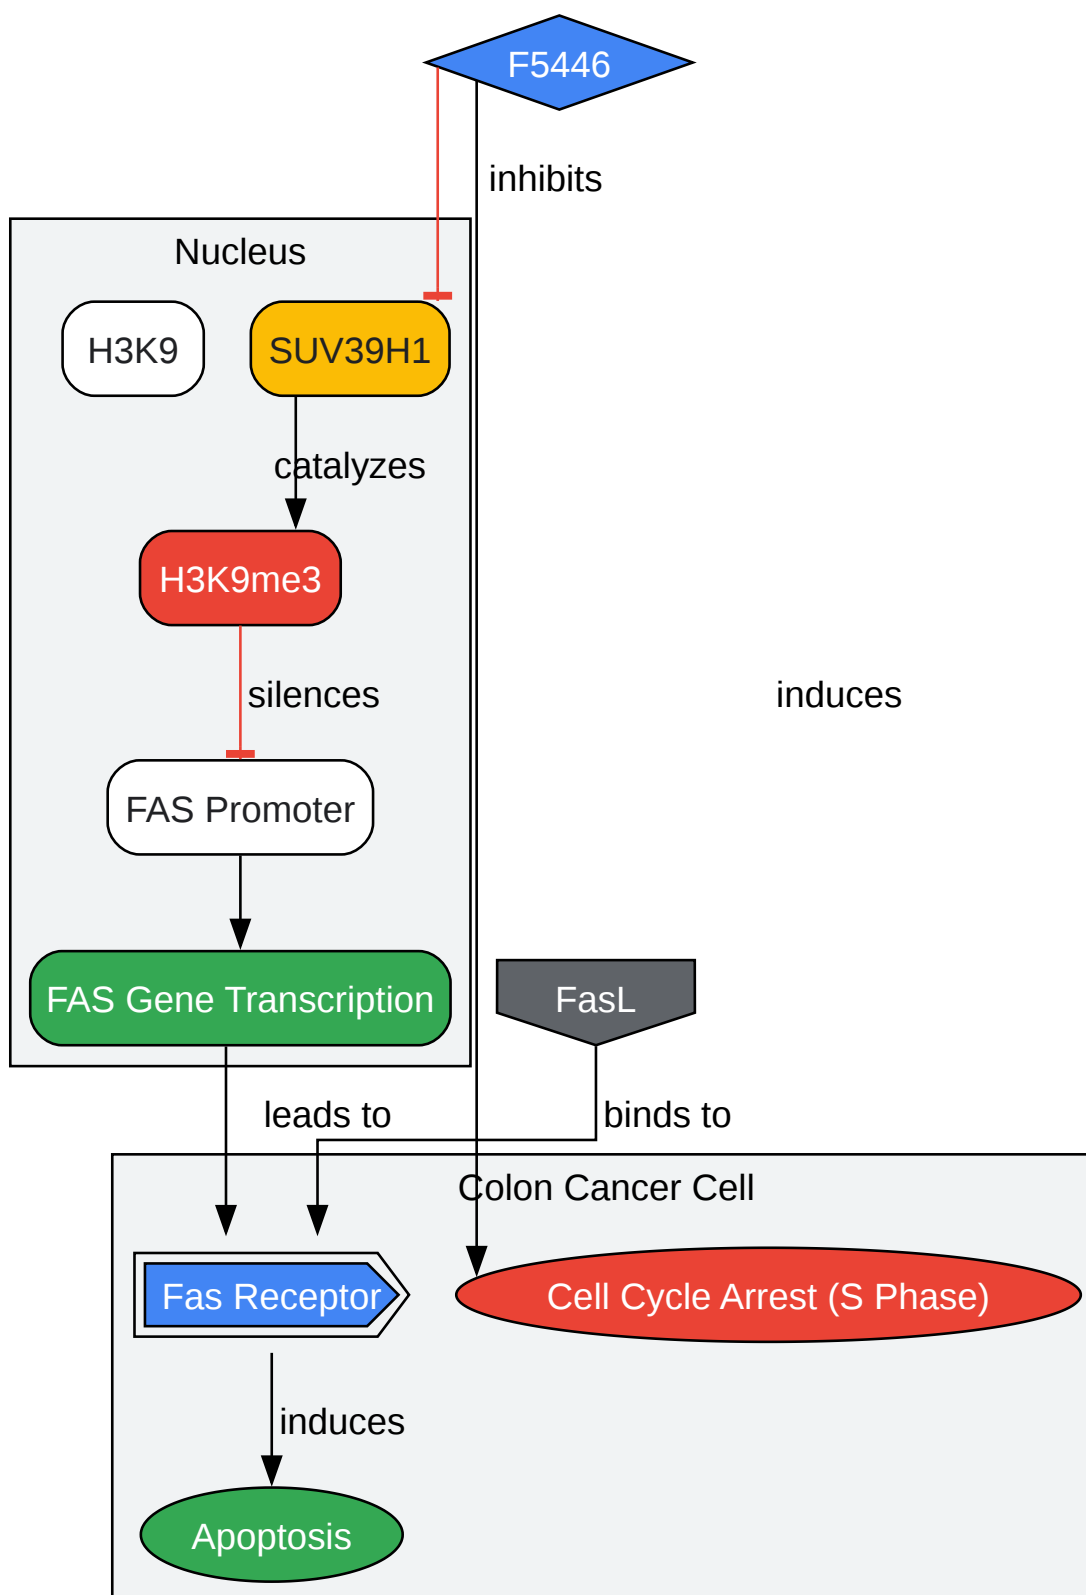 F5446
inhibits
Nucleus
H3K9
SUV39H1
catalyzes
H3K9me3
silences
induces
FAS Promoter
FAS Gene Transcription
FasL
leads to
binds to
Colon Cancer Cell
Fas Receptor
Cell Cycle Arrest (S Phase)
induces
Apoptosis